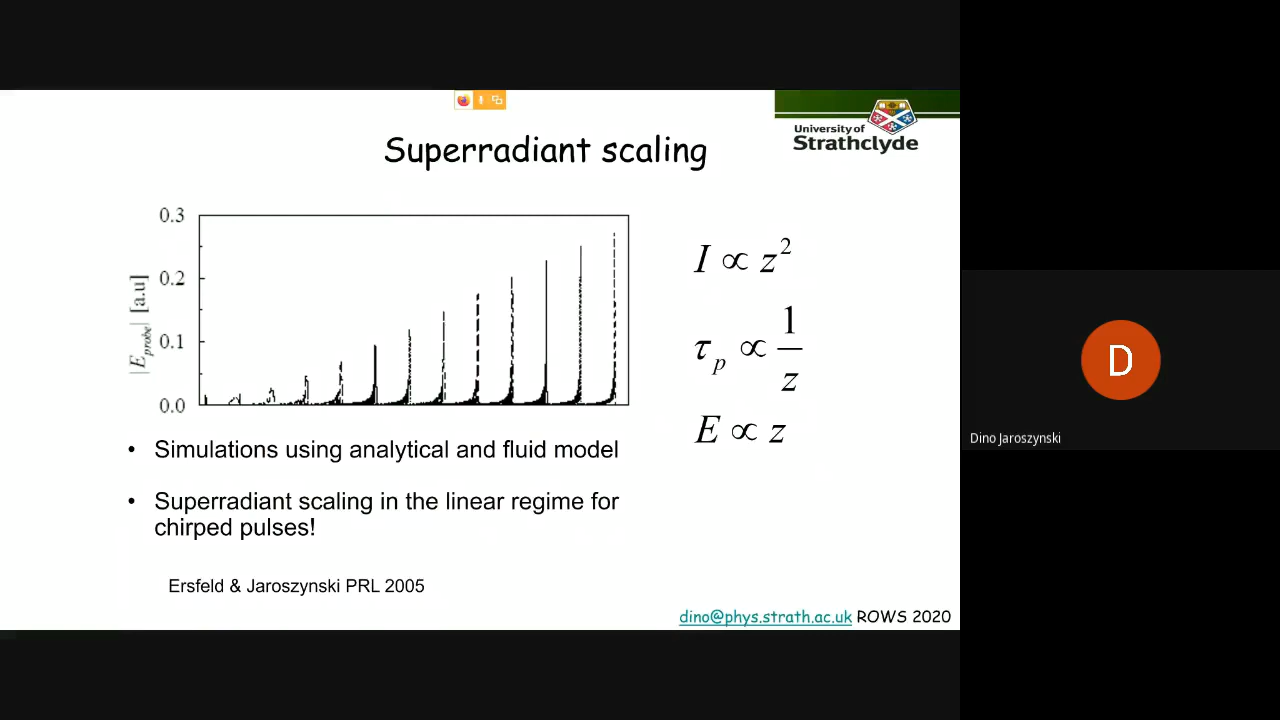 University of
Strathclyde
Superradiant scaling
0.3
0.2
0.1
0.0
|E_probe| [a.u]
I ∝ z²
τ_p ∝ 1/z
E ∝ z
• Simulations using analytical and fluid model
• Superradiant scaling in the linear regime for
chirped pulses!
Ersfeld & Jaroszynski PRL 2005
dino@phys.strath.ac.uk ROWS 2020
D
Dino Jaroszynski